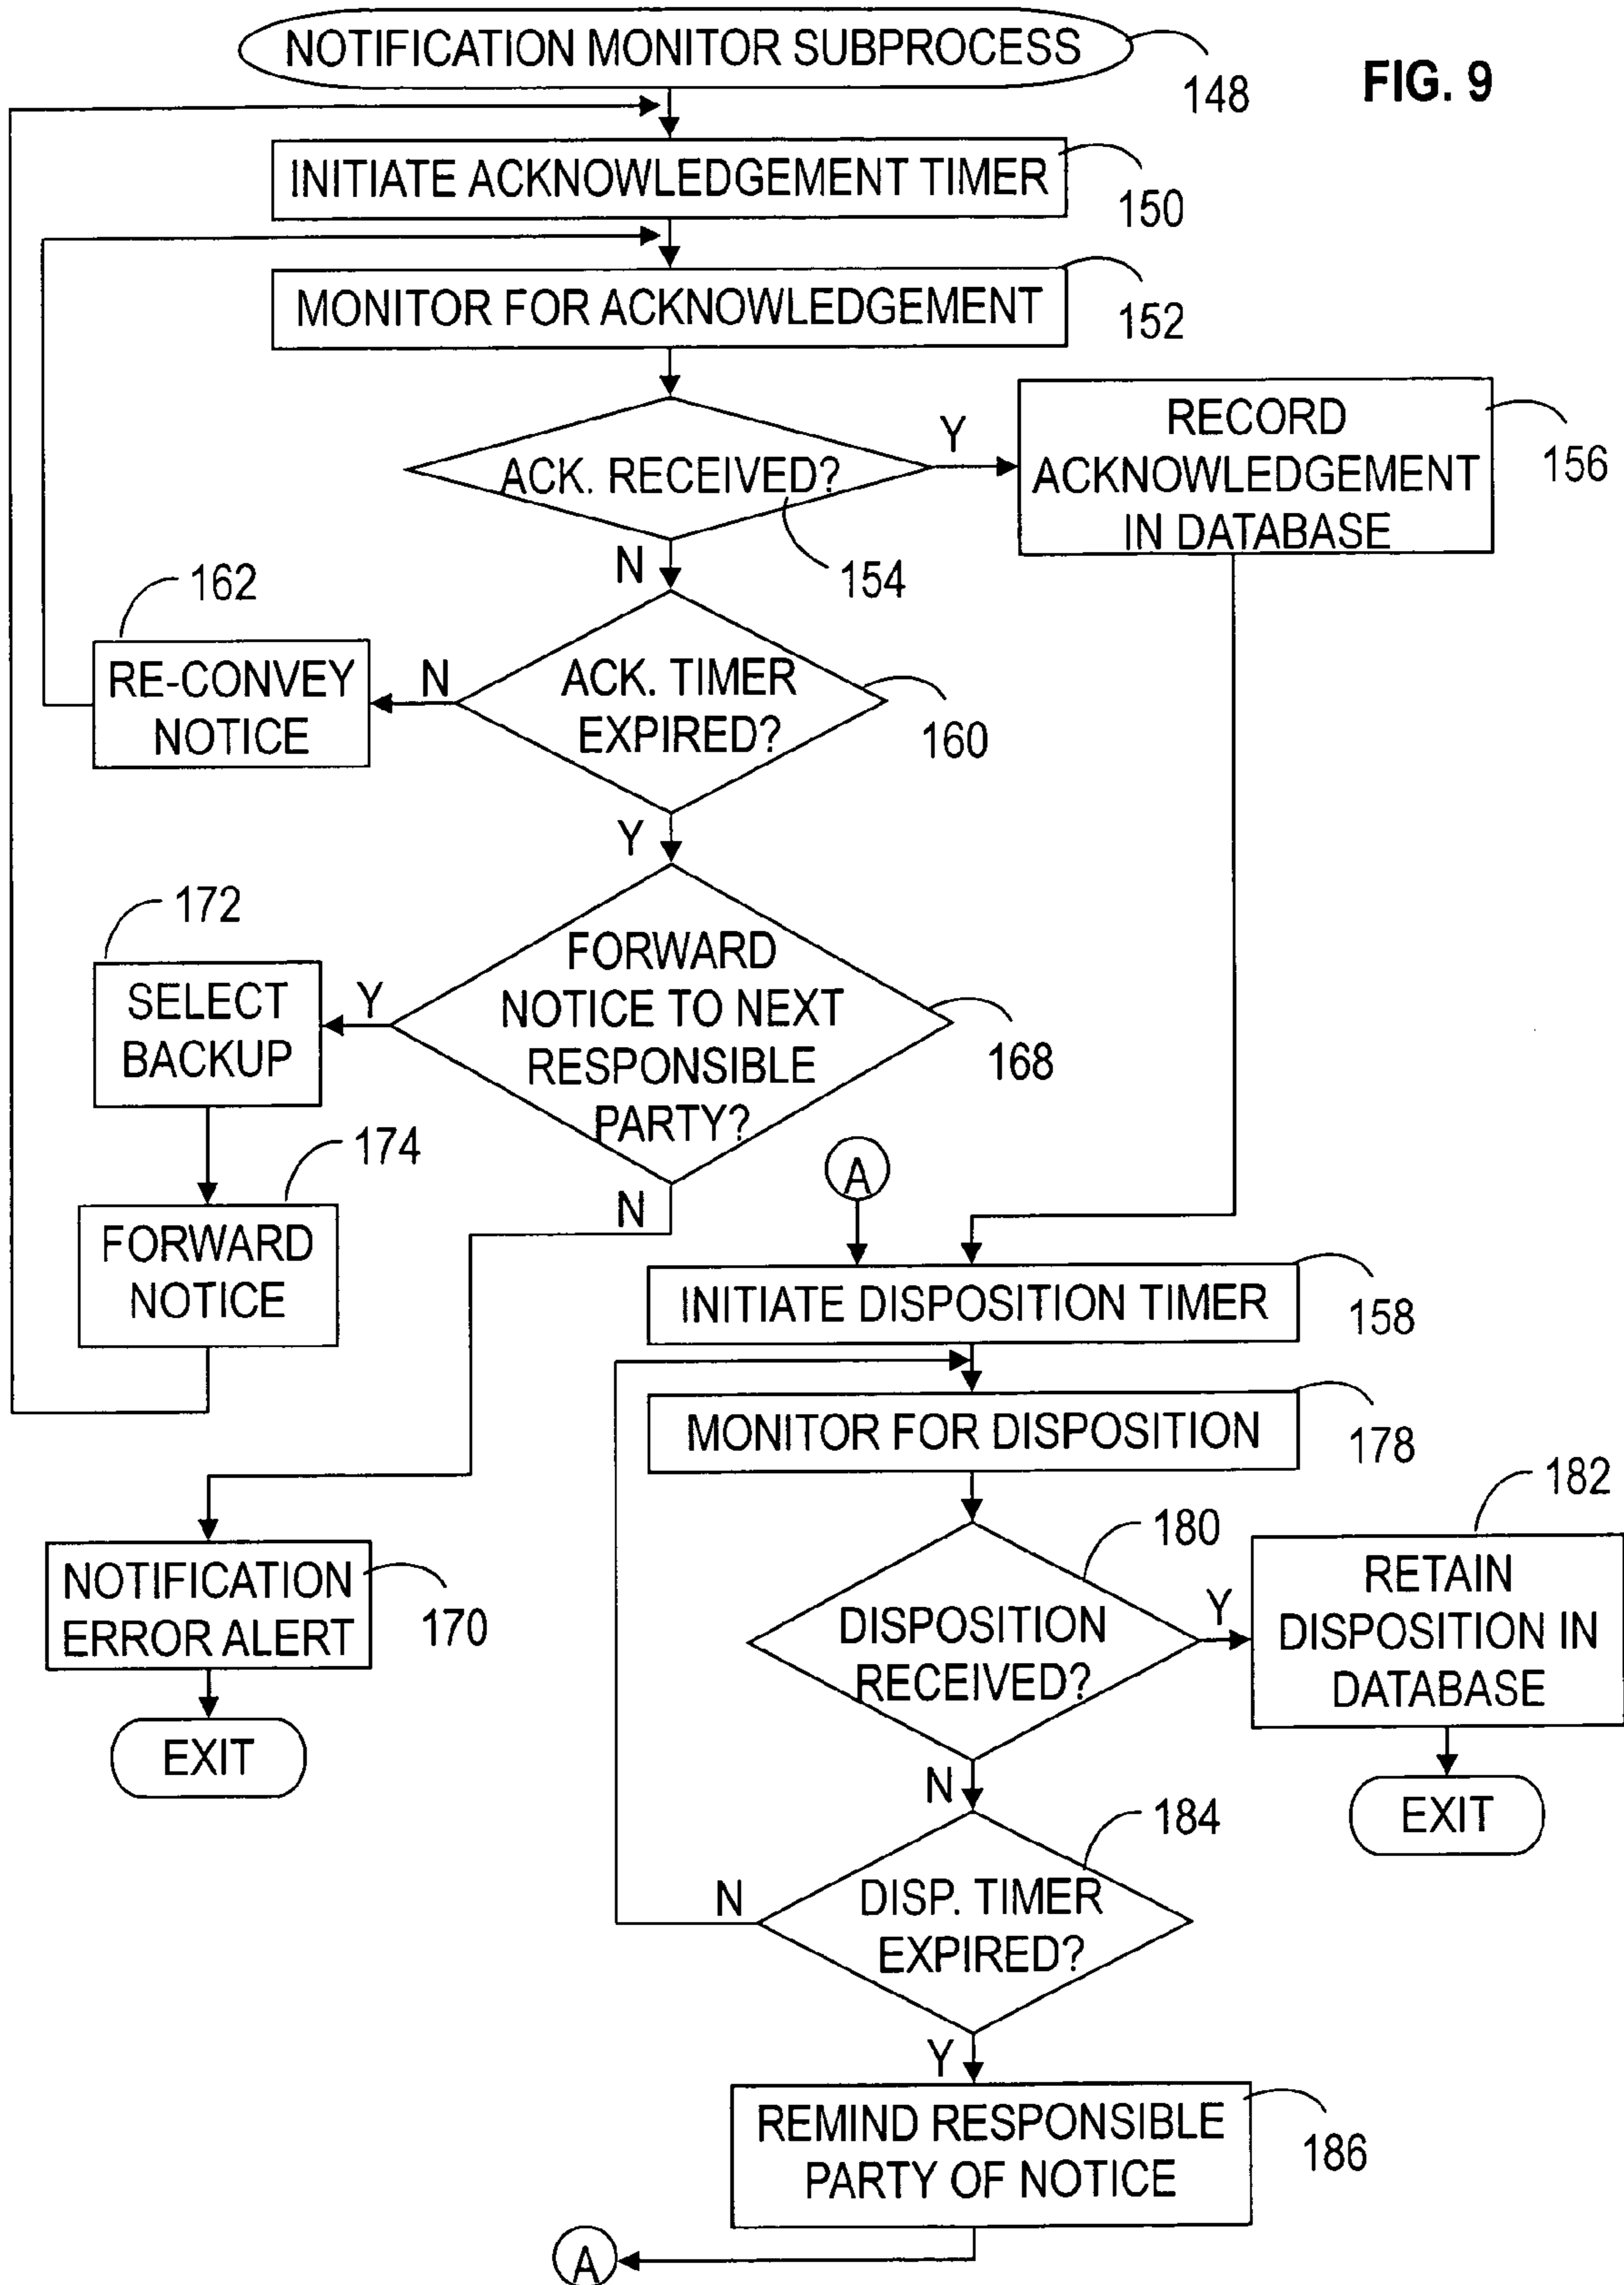 NOTIFICATION MONITOR SUBPROCESS
148
FIG. 9
INITIATE ACKNOWLEDGEMENT TIMER
150
MONITOR FOR ACKNOWLEDGEMENT
152
ACK. RECEIVED?
154
Y
RECORD
ACKNOWLEDGEMENT
IN DATABASE
156
N
162
RE-CONVEY
NOTICE
N
ACK. TIMER
EXPIRED?
160
Y
172
SELECT
BACKUP
Y
FORWARD
NOTICE TO NEXT
RESPONSIBLE
PARTY?
168
174
FORWARD
NOTICE
N
A
INITIATE DISPOSITION TIMER
158
MONITOR FOR DISPOSITION
178
NOTIFICATION
ERROR ALERT
170
EXIT
180
DISPOSITION
RECEIVED?
Y
182
RETAIN
DISPOSITION IN
DATABASE
EXIT
N
184
DISP. TIMER
EXPIRED?
N
Y
REMIND RESPONSIBLE
PARTY OF NOTICE
186
A